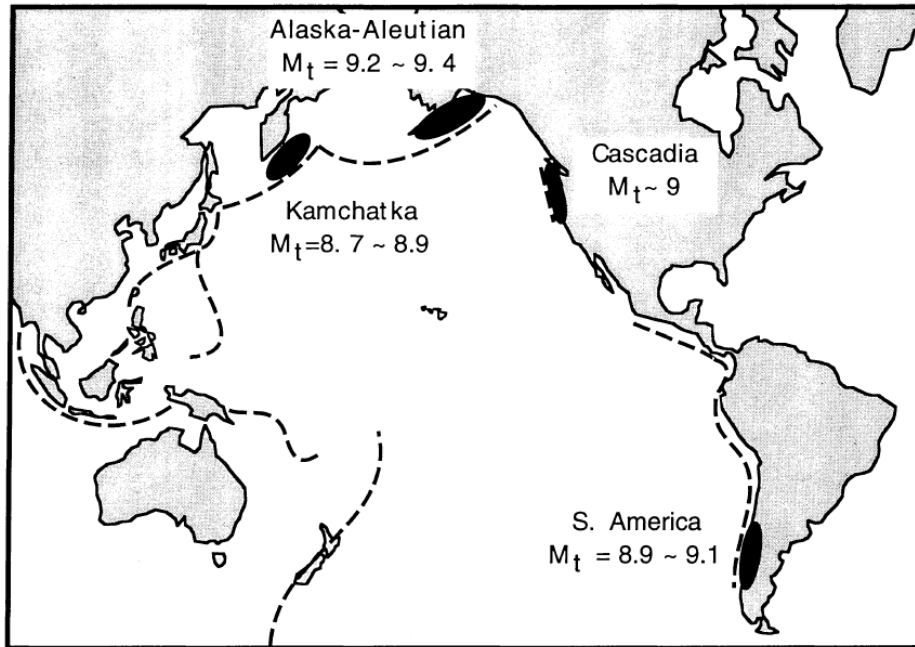 Alaska-Aleutian
Mt = 9.2 ~ 9. 4
Cascadia
Mt~ 9
Kamchatka
Mt=8. 7 ~ 8.9
S. America
Mt = 8.9 ~ 9.1